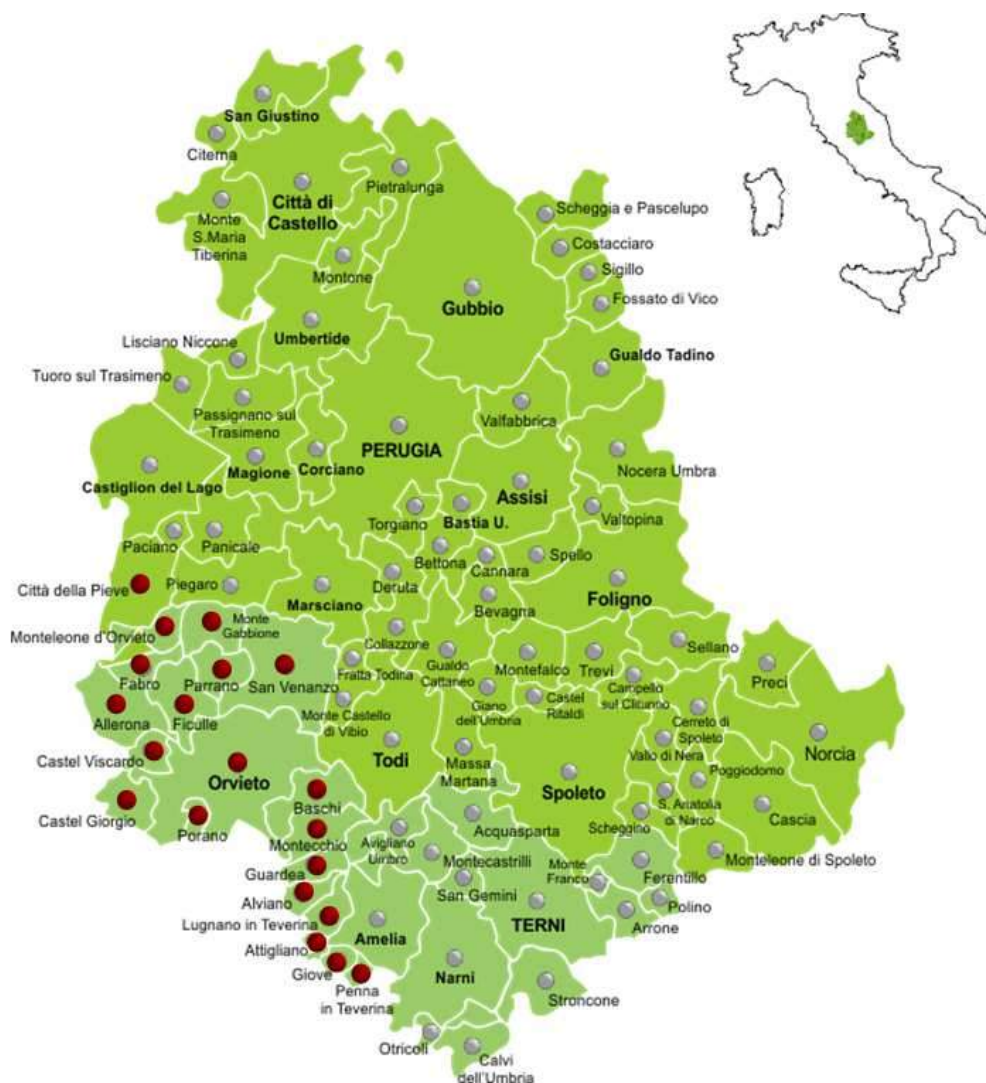 San Giustino
Citerna
Città di
Castello
Pietralunga
Monte
S.Maria
Tiberina
Montone
Scheggia e Pascelupo
Costacciaro
Sigillo
Fossato di Vico
Gubbio
Umbertide
Lisciano Niccone
Gualdo Tadino
Tuoro sul Trasimeno
Passignano sul
Trasimeno
Valfabbrica
PERUGIA
Corciano
Magione
Nocera Umbra
Castiglion del Lago
Assisi
Torgiano
Bastia U.
Valtopina
Paciano
Panicale
Bettona
Spello
Cannara
Città della Pieve
Piegaro
Marsciano
Deruta
Bevagna
Foligno
Monteleone d'Orvieto
Monte
Gabbione
Collazzone
Sellano
Fabro
Parrano
San Venanzo
Fratta Todina
Gualdo
Cattaneo
Montefalco
Trevi
Preci
Campello
sul Clitunno
Giano
dell'Umbria
Castel
Ritaldi
Allerona
Ficulle
Monte Castello
di Vibio
Cerreto di
Spoleto
Vallo di Nera
Norcia
Castel Viscardo
Orvieto
Todi
Massa
Martana
Poggiodomo
Spoleto
S. Anatolia
di Narco
Castel Giorgio
Porano
Baschi
Cascia
Acquasparta
Scheggino
Montecchio
Avigliano
Umbro
Montecastrilli
Monteleone di Spoleto
Guardea
Monte
Franco
Ferentillo
San Gemini
Alviano
Polino
Lugnano in Teverina
TERNI
Arrone
Amelia
Attigliano
Giove
Narni
Penna
in Teverina
Stroncone
Otricoli
Calvi
dell'Umbria